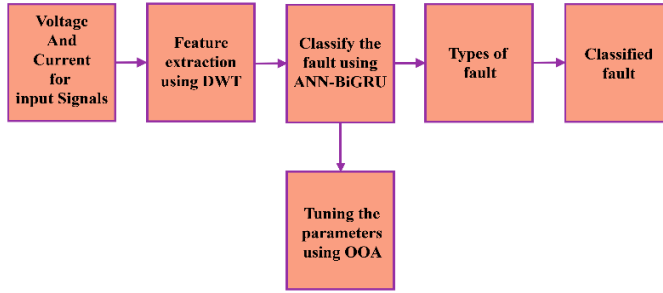 Voltage
And
Current
for
input Signals
Feature
extraction
using DWT
Classify the
fault using
ANN-BiGRU
Types of
fault
Classified
fault
Tuning the
parameters
using OOA